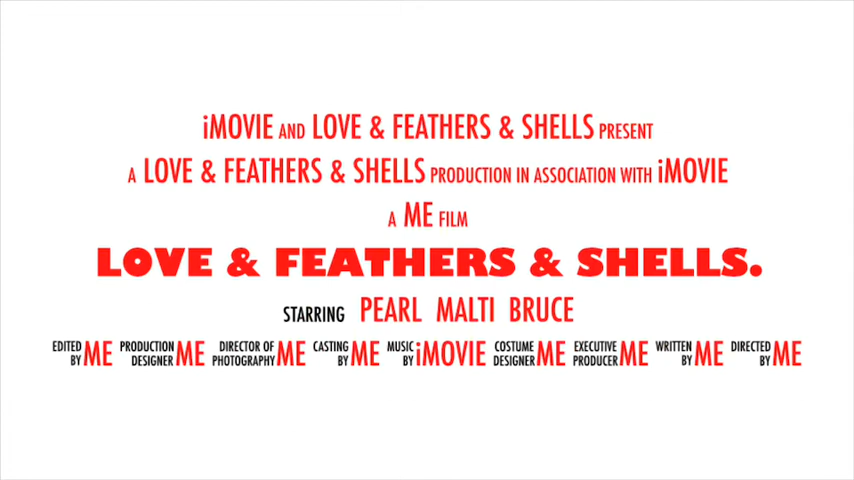 iMOVIE AND LOVE & FEATHERS & SHELLS PRESENT
A LOVE & FEATHERS & SHELLS PRODUCTION IN ASSOCIATION WITH iMOVIE
A ME FILM
LOVE & FEATHERS & SHELLS.
STARRING PEARL MALTI BRUCE
EDITED BY ME PRODUCTION DESIGNER ME DIRECTOR OF PHOTOGRAPHY ME CASTING BY ME MUSIC BY iMOVIE COSTUME DESIGNER ME EXECUTIVE PRODUCER ME WRITTEN BY ME DIRECTED BY ME